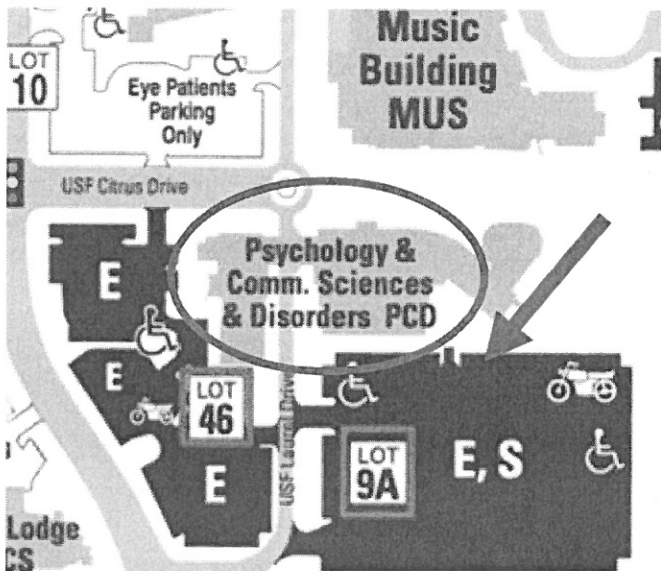 LOT
10
Eye Patients
Parking
Only
Music
Building
MUS
USF Citrus Drive
Psychology &
Comm. Sciences
& Disorders PCD
E
E
LOT
46
E
USF Laurel Drive
LOT
9A
E, S
Lodge
CS